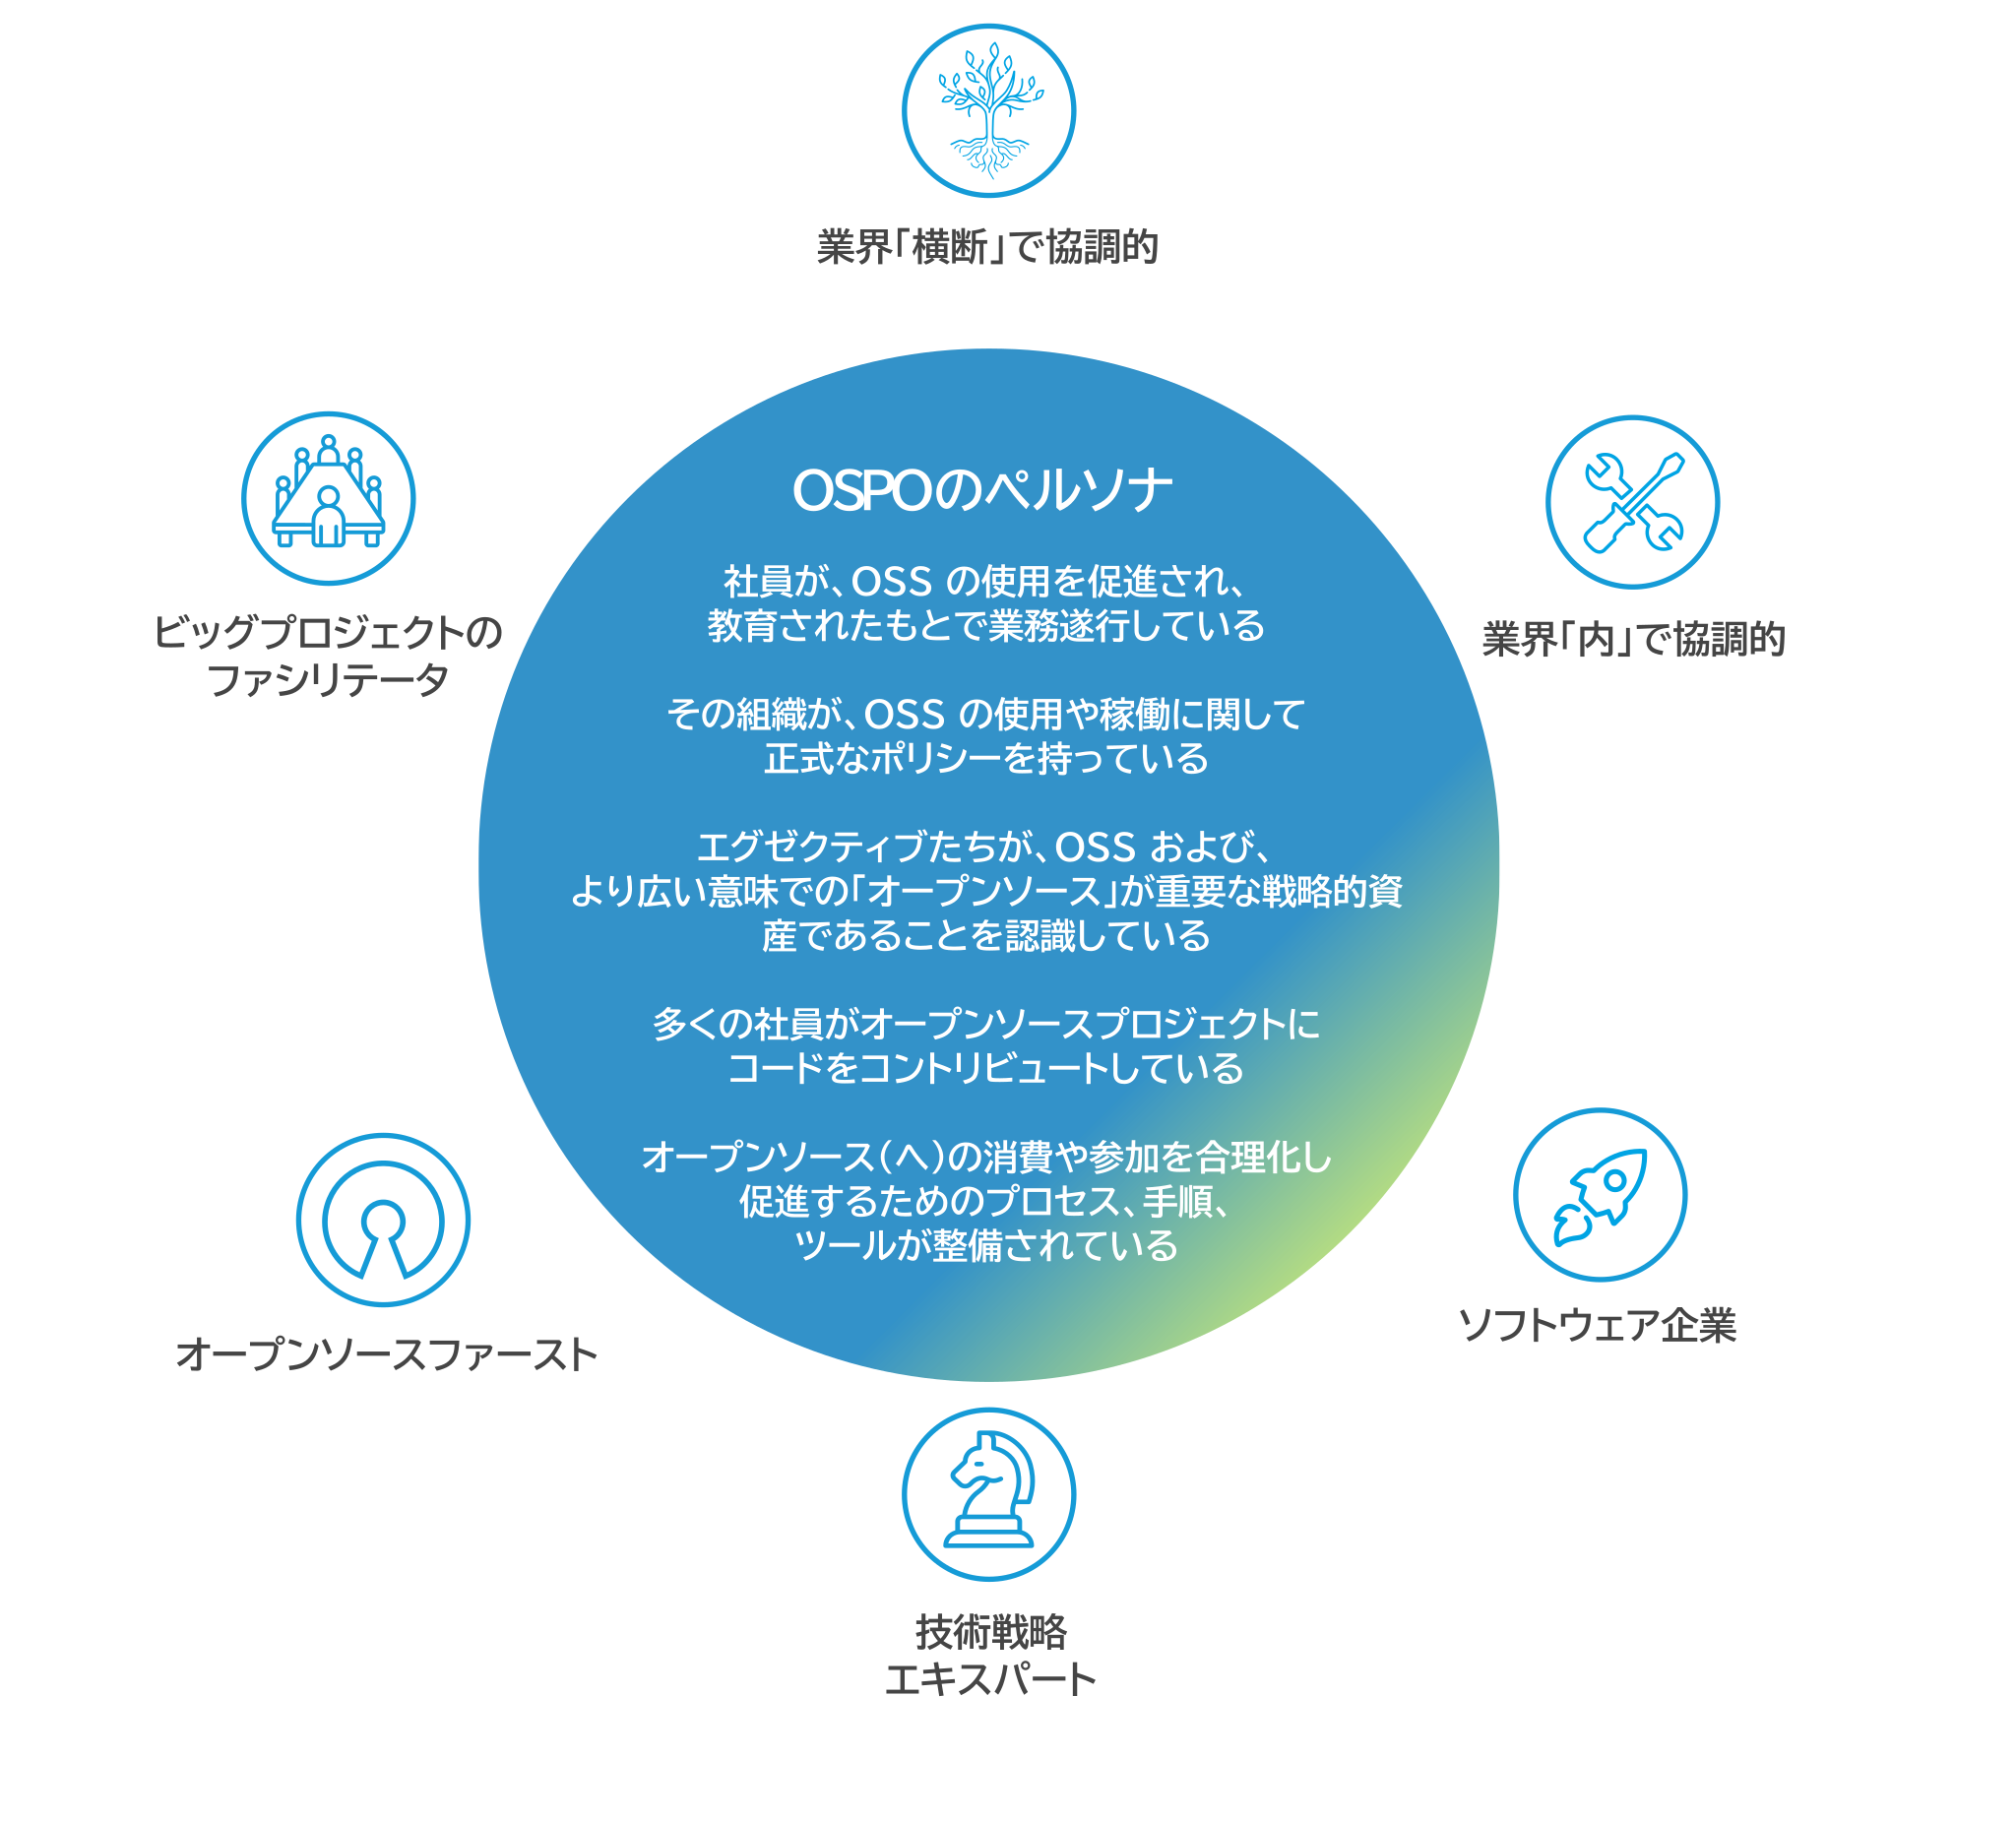 業界「横断」で協調的
ビッグプロジェクトの
ファシリテータ
業界「内」で協調的
OSPOのペルソナ
社員が、OSS の使用を促進され、
教育されたもとで業務遂行している
その組織が、OSS の使用や稼働に関して
正式なポリシーを持っている
エグゼクティブたちが、OSS および、
より広い意味での「オープンソース」が重要な戦略的資
産であることを認識している
多くの社員がオープンソースプロジェクトに
コードをコントリビュートしている
オープンソース(へ)の消費や参加を合理化し
促進するためのプロセス、手順、
ツールが整備されている
オープンソースファースト
ソフトウェア企業
技術戦略
エキスパート